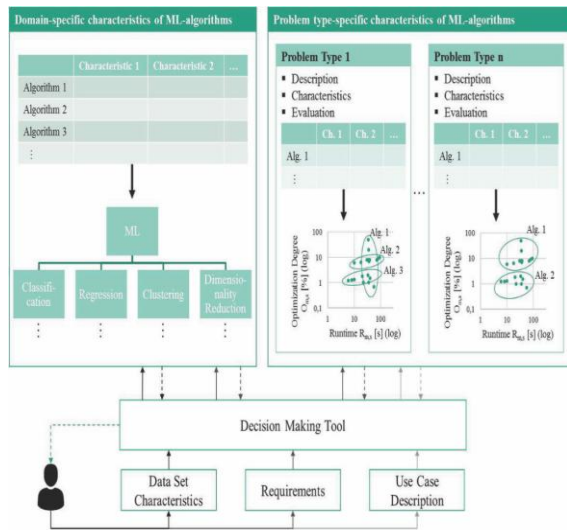 Domain-specific characteristics of ML-algorithms
Characteristic 1 Characteristic 2 …
Algorithm 1
Algorithm 2
Algorithm 3
⋮
ML
Classifi-
cation
Regression
Clustering
Dimensio-
nality
Reduction
⋮ ⋮ ⋮ ⋮
Problem type-specific characteristics of ML-algorithms
Problem Type 1
▪ Description
▪ Characteristics
▪ Evaluation
Ch. 1 Ch. 2 …
Alg. 1
⋮
Optimization Degree
[%] (log)
100
10
1
0,1
1 10 100
Alg. 1
Alg. 2
Alg. 3
Runtime [s] (log)
…
…
Problem Type n
▪ Description
▪ Characteristics
▪ Evaluation
Ch. 1 Ch. 2 …
Alg. 1
⋮
Optimization Degree
[%] (log)
100
10
1
0,1
1 10 100
Alg. 1
Alg. 2
Runtime [s] (log)
Decision Making Tool
Data Set
Characteristics
Requirements
Use Case
Description